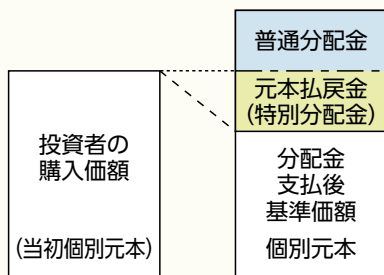 普通分配金
元本払戻金
(特別分配金)
投資者の
購入価額
(当初個別元本)
分配金
支払後
基準価額
個別元本